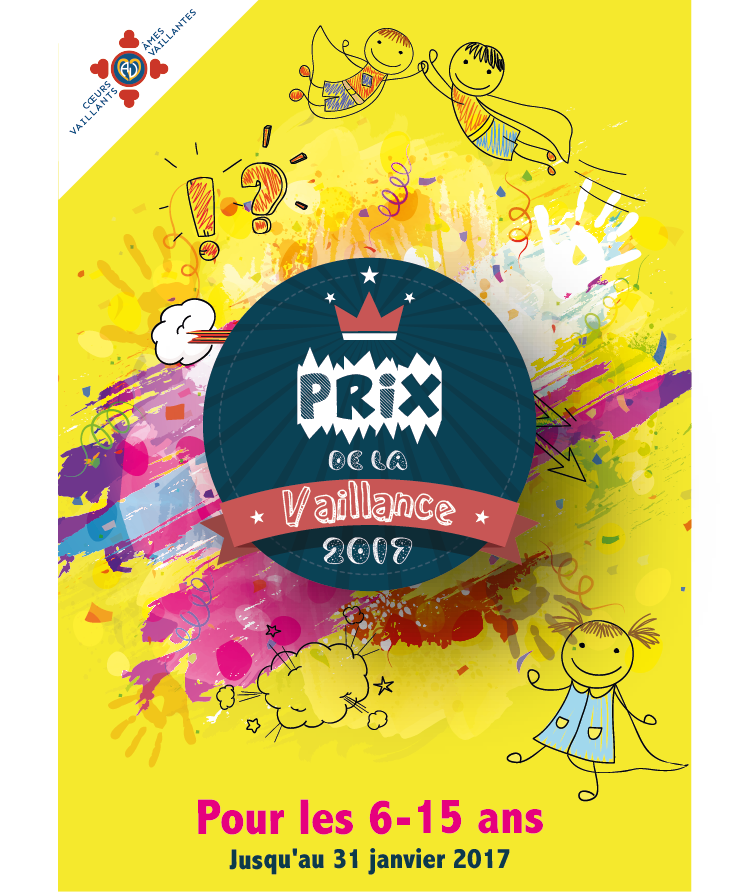 CŒURS
VAILLANTS
ÂMES
VAILLANTES
AV
!?
PRiX
DE LA
Vaillance
2017
Pour les 6-15 ans
Jusqu'au 31 janvier 2017